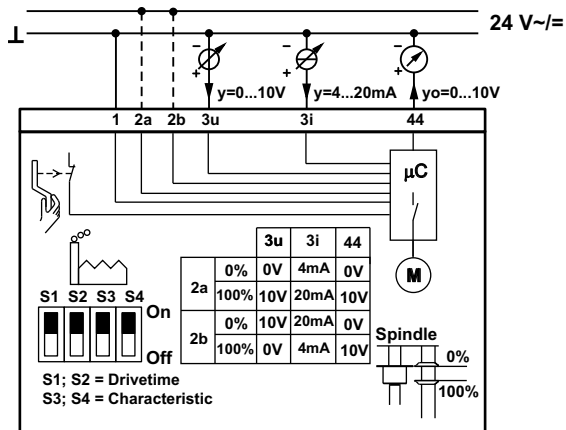 24 V~/=
⊥
− − −
+ + +
y=0...10V y=4...20mA yo=0...10V
1 2a 2b 3u 3i 44
µC
M
3u 3i 44
2a 0% 0V 4mA 0V
100% 10V 20mA 10V
2b 0% 10V 20mA 0V
100% 0V 4mA 10V
S1 S2 S3 S4
On
Off
Spindle
0%
100%
S1; S2 = Drivetime
S3; S4 = Characteristic